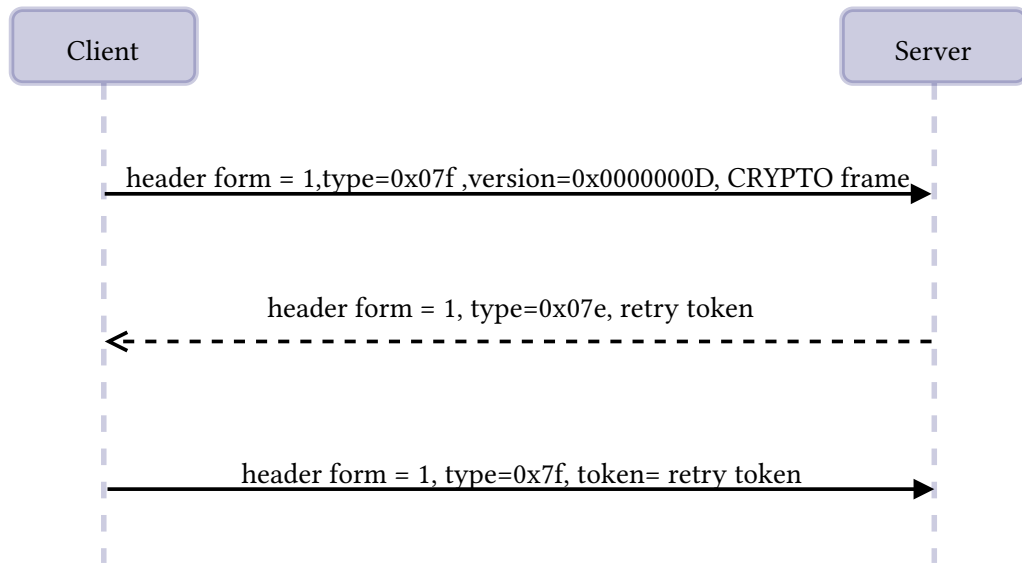 Client
Server
header form = 1,type=0x07f ,version=0x0000000D, CRYPTO frame
header form = 1, type=0x07e, retry token
header form = 1, type=0x7f, token= retry token